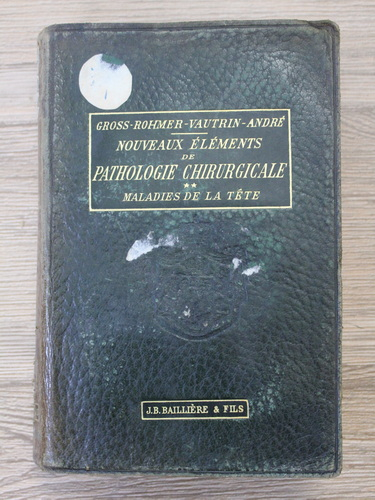 GROSS-ROHMER-VAUTRIN-ANDRÉ
NOUVEAUX ÉLÉMENTS
DE
PATHOLOGIE CHIRURGICALE
**
MALADIES DE LA TÊTE
J.B. BAILLIÈRE & FILS